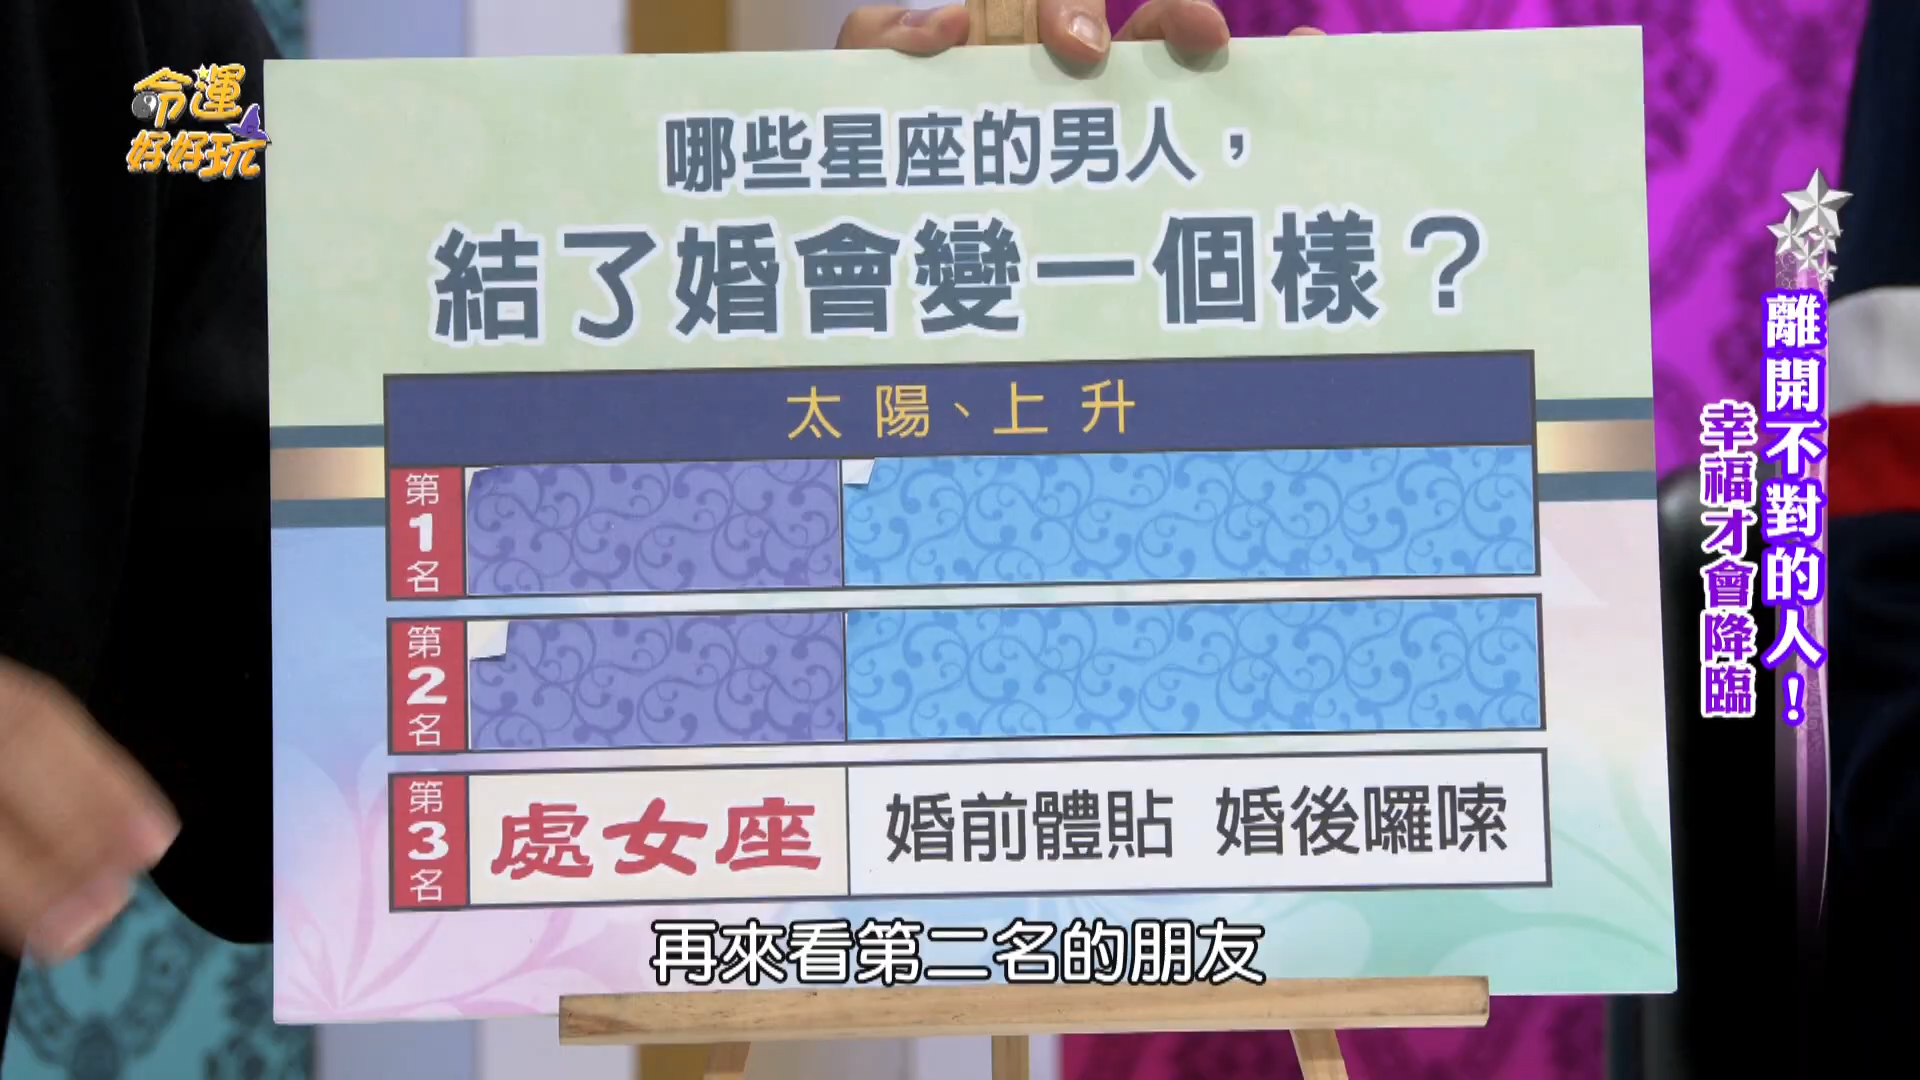 命運
好好玩
哪些星座的男人，
結了婚會變一個樣？
太陽、上升
第1名
第2名
第3名
處女座
婚前體貼 婚後囉嗦
離開不對的人！
幸福才會降臨
再來看第二名的朋友